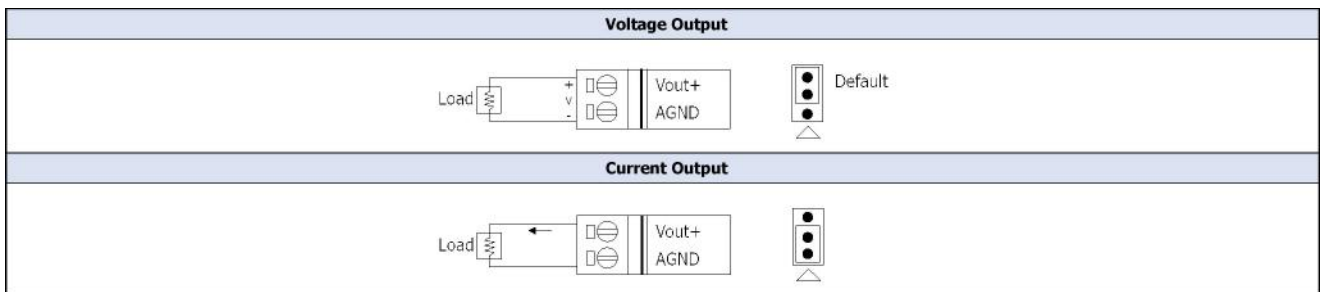 Voltage Output
Load + V - Vout+ Default
AGND
Current Output
Load Vout+
AGND